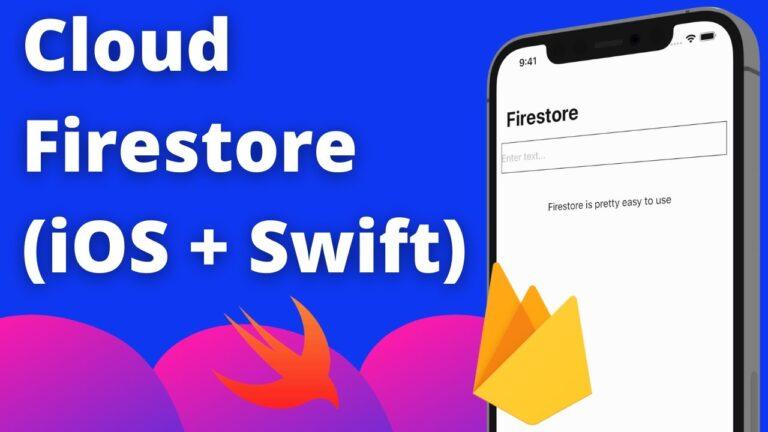 Cloud
Firestore
(iOS + Swift)
9:41
Firestore
Enter text...
Firestore is pretty easy to use